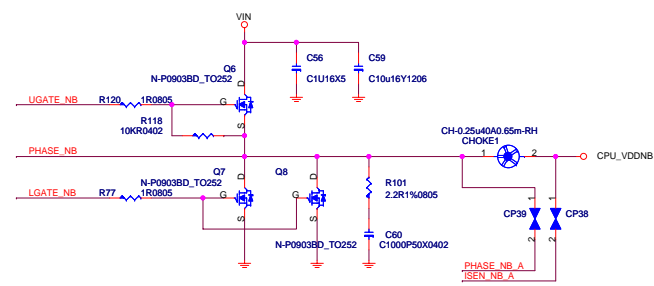 VIN
C56
C1U16X5
C59
C10u16Y1206
Q6
N-P0903BD_TO252
D
G
S
UGATE_NB
R120
1R0805
R118
10KR0402
CH-0.25u40A0.65m-RH
CHOKE1
PHASE_NB
1
2
CPU_VDDNB
Q7
Q8
N-P0903BD_TO252
D
D
R101
2.2R1%0805
LGATE_NB
R77
1R0805
G
G
S
S
1
1
CP39
CP38
C60
C1000P50X0402
N-P0903BD_TO252
2
2
PHASE_NB_A
ISEN_NB_A